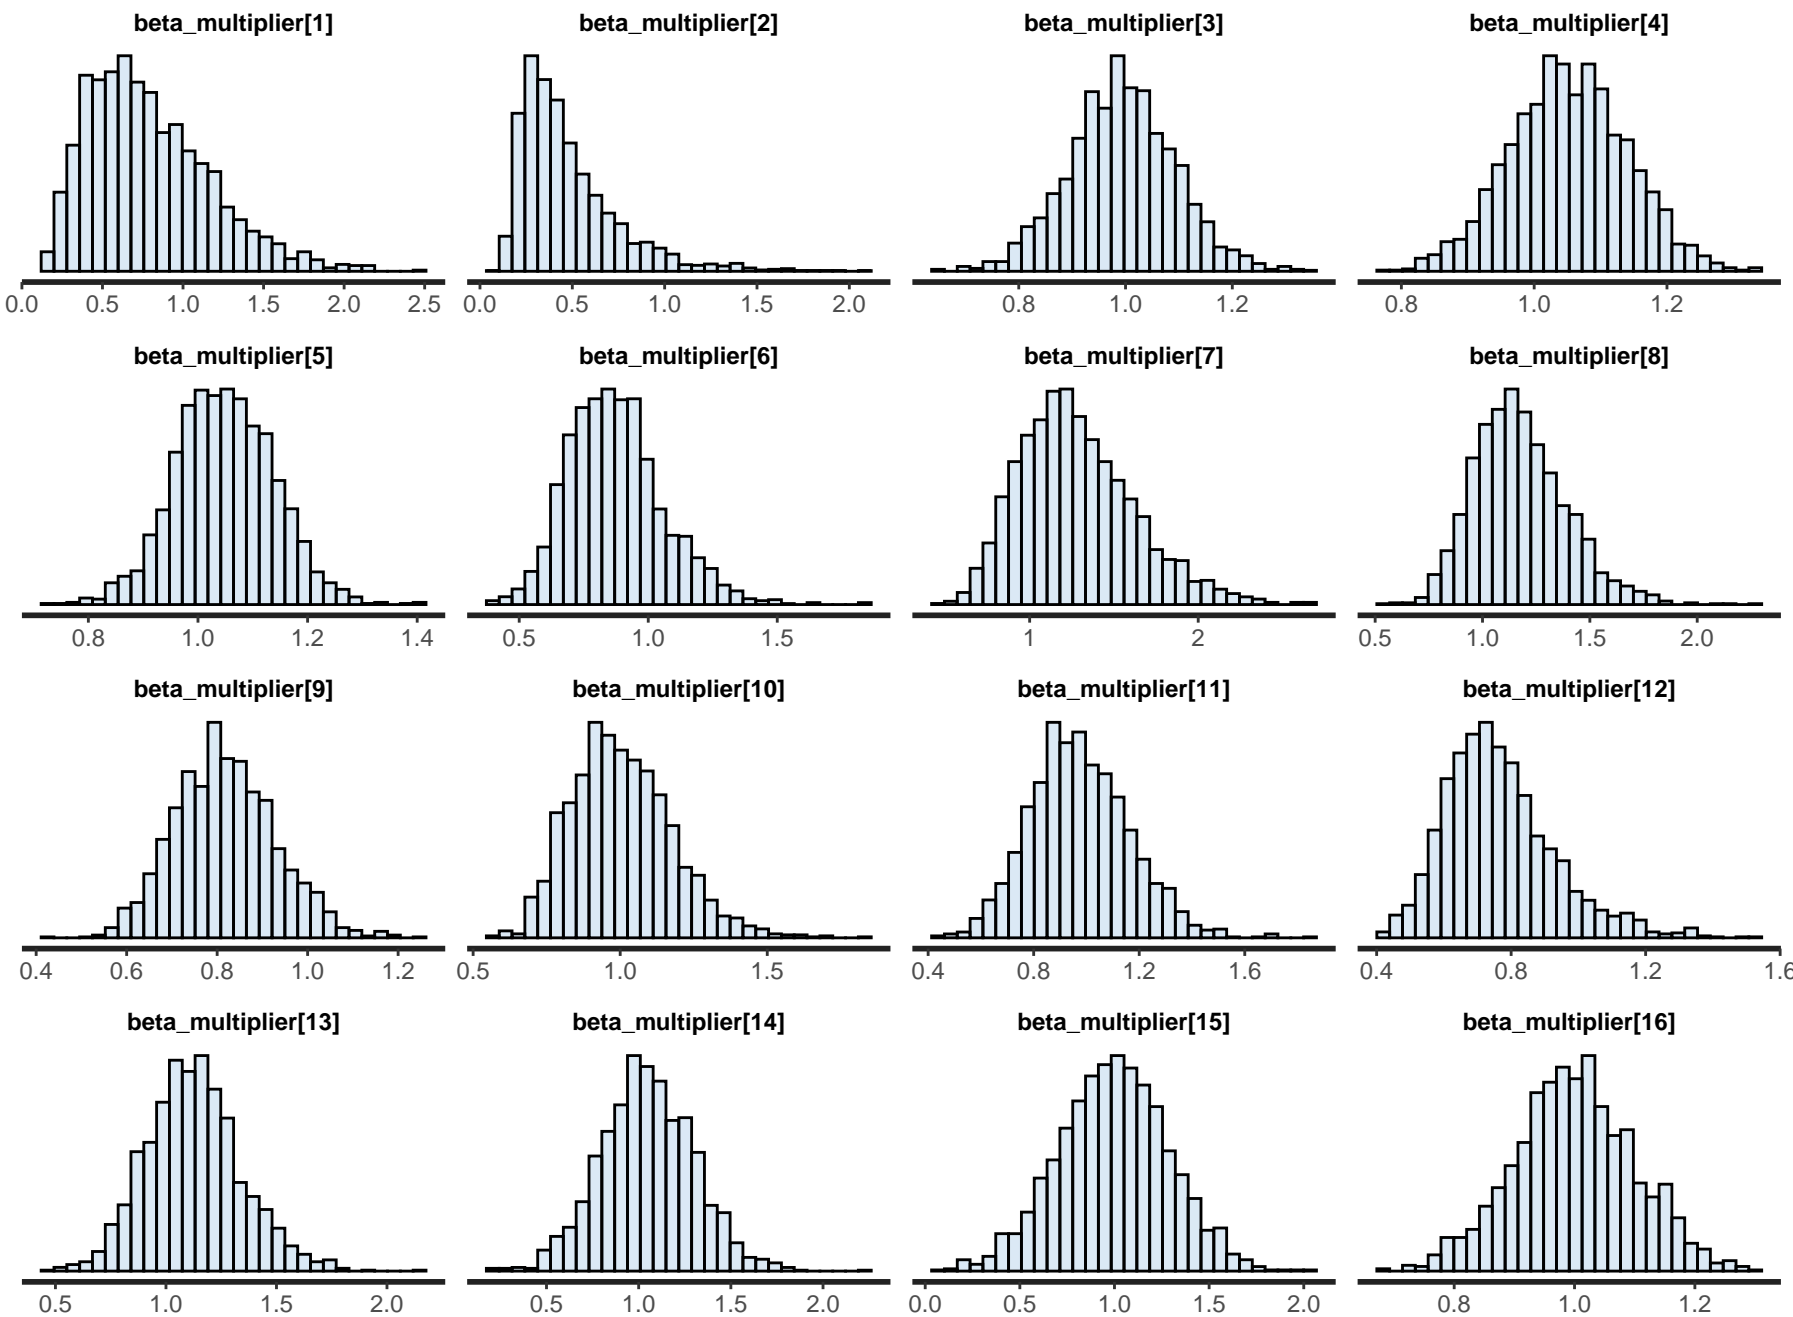 beta_multiplier[1] beta_multiplier[2] beta_multiplier[3] beta_multiplier[4]
0.0 0.5 1.0 1.5 2.0 2.5 0.0 0.5 1.0 1.5 2.0 0.8 1.0 1.2 0.8 1.0 1.2
beta_multiplier[5] beta_multiplier[6] beta_multiplier[7] beta_multiplier[8]
0.8 1.0 1.2 1.4 0.5 1.0 1.5 1 2 0.5 1.0 1.5 2.0
beta_multiplier[9] beta_multiplier[10] beta_multiplier[11] beta_multiplier[12]
0.4 0.6 0.8 1.0 1.2 0.5 1.0 1.5 0.4 0.8 1.2 1.6 0.4 0.8 1.2 1.6
beta_multiplier[13] beta_multiplier[14] beta_multiplier[15] beta_multiplier[16]
0.5 1.0 1.5 2.0 0.5 1.0 1.5 2.0 0.0 0.5 1.0 1.5 2.0 0.8 1.0 1.2